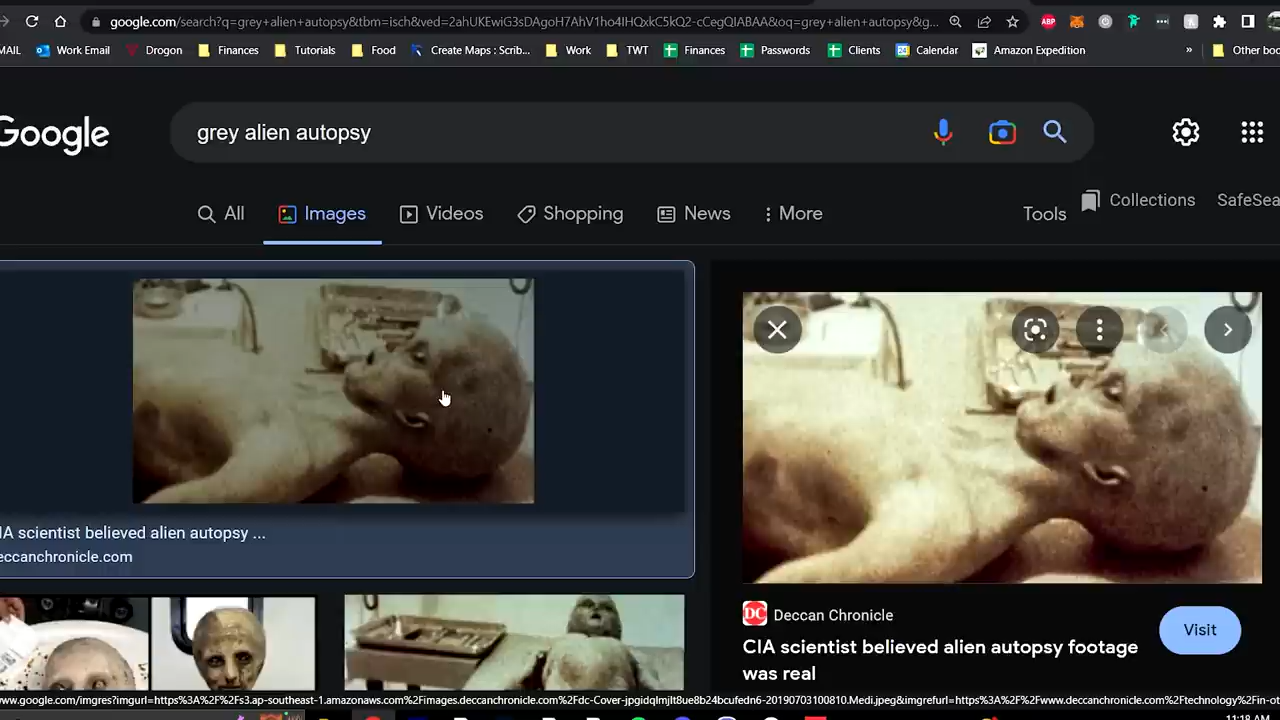 google.com/search?q=grey+alien+autopsy&tbm=isch&ved=2ahUKEwiG3sDAgoH7AhV1ho4IHQxkC5kQ2-cCegQIABAA&oq=grey+alien+autopsy&g...
ABP
MAIL Work Email Drogon Finances Tutorials Food Create Maps : Scrib... Work TWT Finances Passwords Clients Calendar Amazon Expedition » Other boo
Google
grey alien autopsy
All Images Videos Shopping News More Tools Collections SafeSea
IA scientist believed alien autopsy ...
eccanchronicle.com
DC Deccan Chronicle
CIA scientist believed alien autopsy footage
was real
Visit
www.google.com/imgres?imgurl=https%3A%2F%2Fs3.ap-southeast-1.amazonaws.com%2Fimages.deccanchronicle.com%2Fdc-Cover-jpgidqlmjlt8ue8b24bcufedn6-20190703100810.Medi.jpeg&imgrefurl=https%3A%2F%2Fwww.deccanchronicle.com%2Ftechnology%2Fin-o